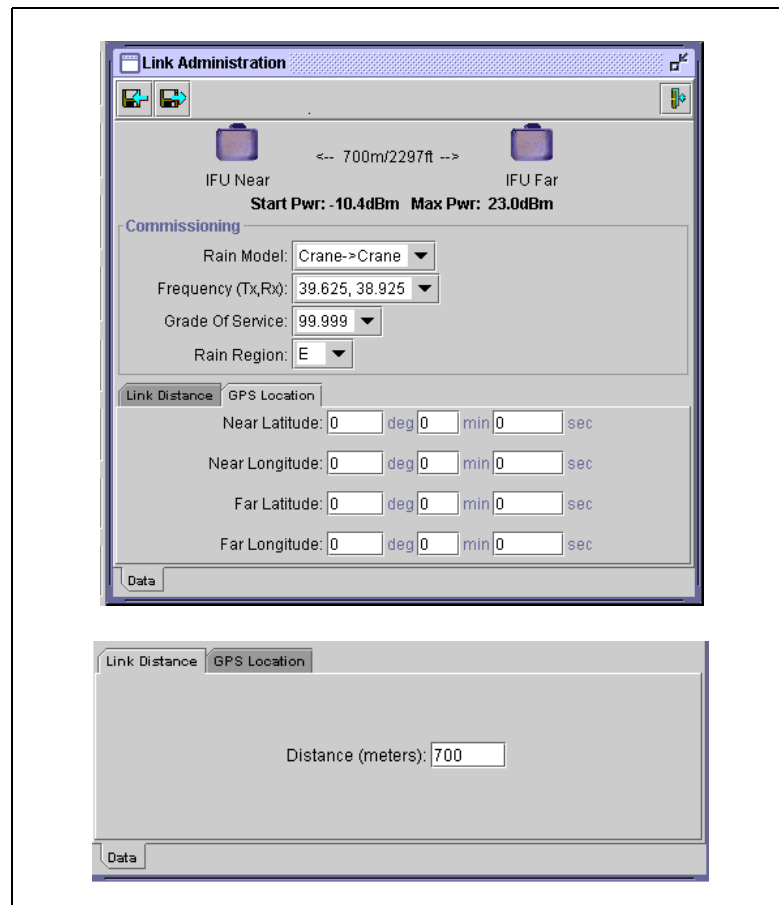 Link Administration
<-- 700m/2297ft -->
IFU Near IFU Far
Start Pwr: -10.4dBm Max Pwr: 23.0dBm
Commissioning
Rain Model: Crane->Crane
Frequency (Tx,Rx): 39.625, 38.925
Grade Of Service: 99.999
Rain Region: E
Link Distance GPS Location
Near Latitude: 0 deg 0 min 0 sec
Near Longitude: 0 deg 0 min 0 sec
Far Latitude: 0 deg 0 min 0 sec
Far Longitude: 0 deg 0 min 0 sec
Data
Link Distance GPS Location
Distance (meters): 700
Data